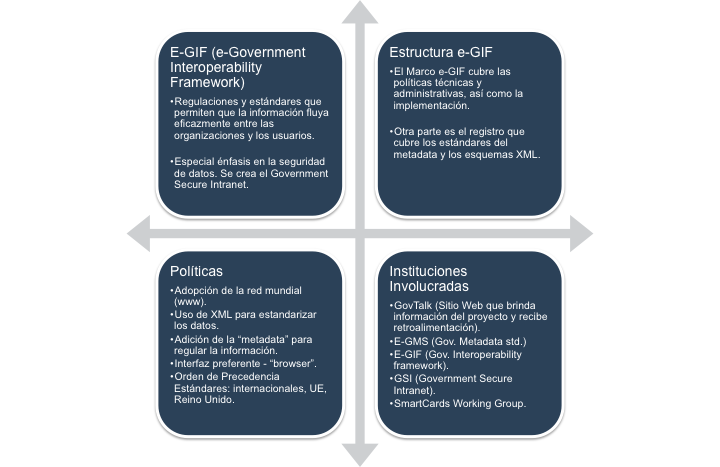 E-GIF (e-Government
Interoperability
Framework)
•Regulaciones y estándares que
permiten que la información fluya
eficazmente entre las
organizaciones y los usuarios.
•Especial énfasis en la seguridad
de datos. Se crea el Government
Secure Intranet.
Estructura e-GIF
•El Marco e-GIF cubre las
políticas técnicas y
administrativas, así como la
implementación.
•Otra parte es el registro que
cubre los estándares del
metadata y los esquemas XML.
Políticas
•Adopción de la red mundial
(www).
•Uso de XML para estandarizar
los datos.
•Adición de la “metadata” para
regular la información.
•Interfaz preferente - “browser”.
•Orden de Precedencia
Estándares: internacionales, UE,
Reino Unido.
Instituciones
Involucradas
•GovTalk (Sitio Web que brinda
información del proyecto y recibe
retroalimentación).
•E-GMS (Gov. Metadata std.)
•E-GIF (Gov. Interoperability
framework).
•GSI (Government Secure
Intranet).
•SmartCards Working Group.